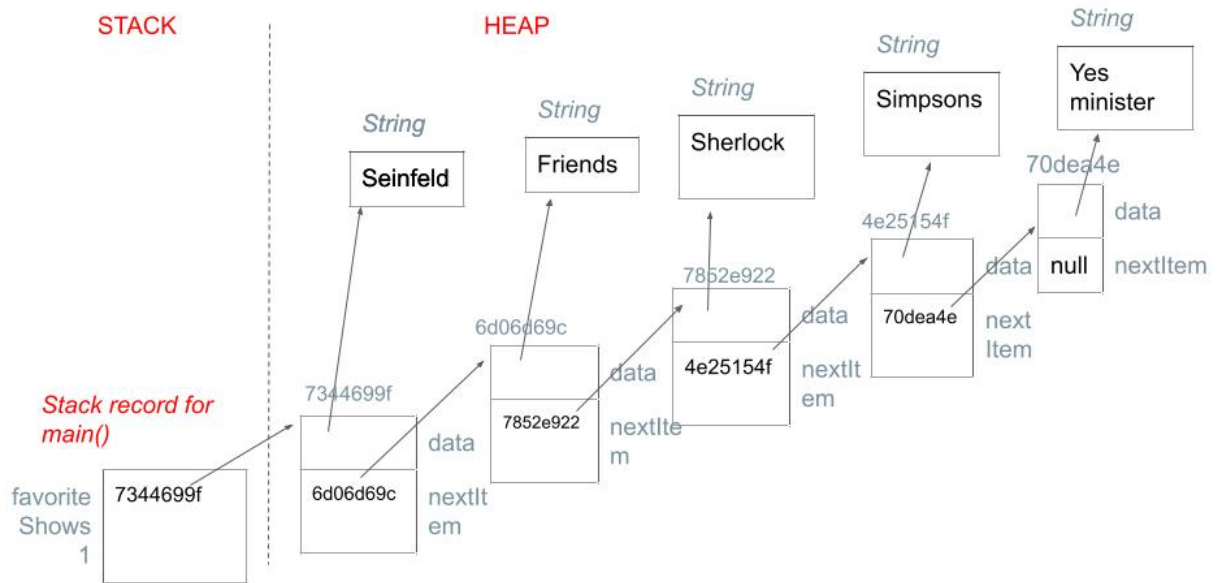 STACK
HEAP
String
Seinfeld
String
Friends
String
Sherlock
String
Simpsons
String
Yes
minister
Stack record for
main()
favorite
Shows
1
7344699f
7344699f
data
6d06d69c
nextIt
em
6d06d69c
data
7852e922
nextIte
m
7852e922
data
4e25154f
nextIt
em
4e25154f
data
70dea4e
next
Item
70dea4e
data
null
nextItem